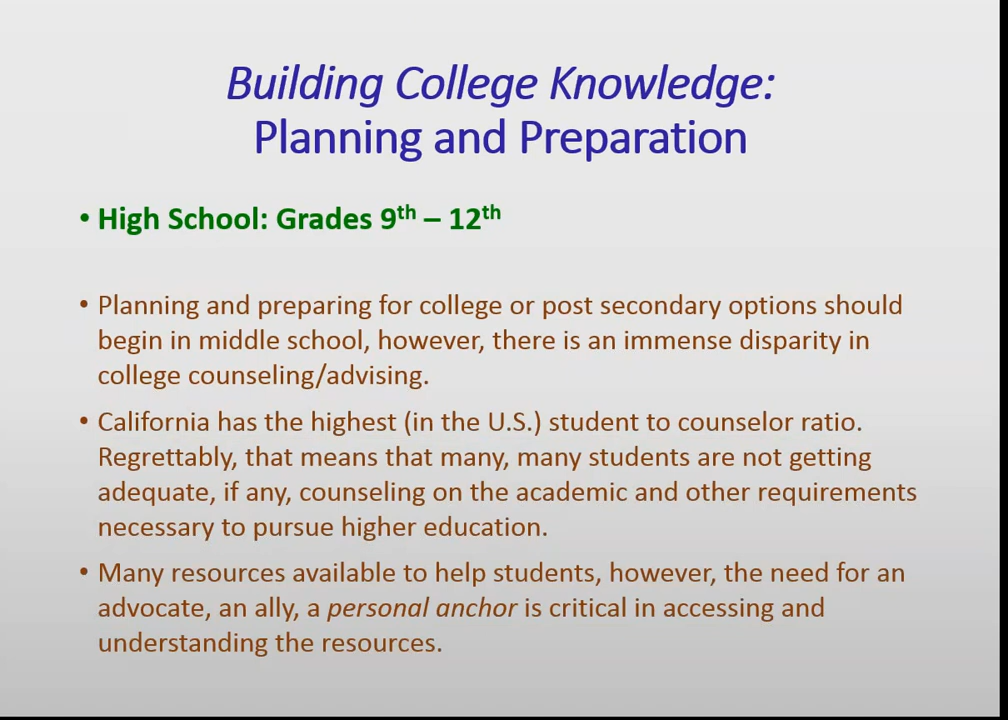 Building College Knowledge:
Planning and Preparation
• High School: Grades 9th – 12th
• Planning and preparing for college or post secondary options should
begin in middle school, however, there is an immense disparity in
college counseling/advising.
• California has the highest (in the U.S.) student to counselor ratio.
Regrettably, that means that many, many students are not getting
adequate, if any, counseling on the academic and other requirements
necessary to pursue higher education.
• Many resources available to help students, however, the need for an
advocate, an ally, a personal anchor is critical in accessing and
understanding the resources.